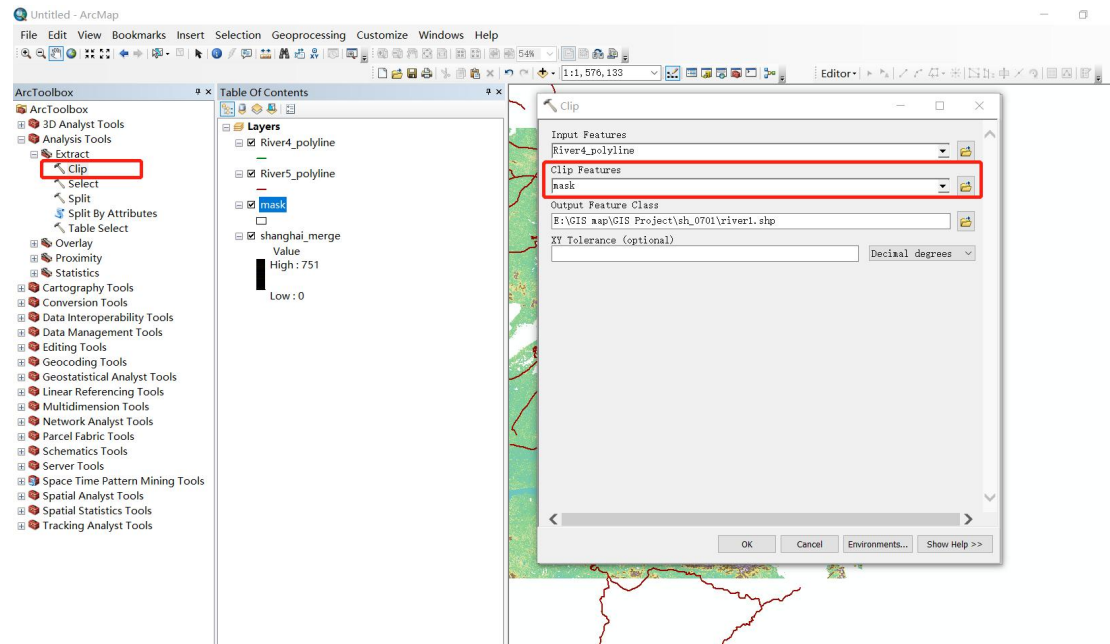 Untitled - ArcMap
File Edit View Bookmarks Insert Selection Geoprocessing Customize Windows Help
54%
1:1,576,133
Editor
ArcToolbox
ArcToolbox
3D Analyst Tools
Analysis Tools
Extract
Clip
Select
Split
Split By Attributes
Table Select
Overlay
Proximity
Statistics
Cartography Tools
Conversion Tools
Data Interoperability Tools
Data Management Tools
Editing Tools
Geocoding Tools
Geostatistical Analyst Tools
Linear Referencing Tools
Multidimension Tools
Network Analyst Tools
Parcel Fabric Tools
Schematics Tools
Server Tools
Space Time Pattern Mining Tools
Spatial Analyst Tools
Spatial Statistics Tools
Tracking Analyst Tools
Table Of Contents
Layers
River4_polyline
River5_polyline
mask
shanghai_merge
Value
High : 751
Low : 0
Clip
Input Features
River4_polyline
Clip Features
mask
Output Feature Class
E:\GIS map\GIS Project\sh_0701\river1.shp
XY Tolerance (optional)
Decimal degrees
OK Cancel Environments... Show Help >>